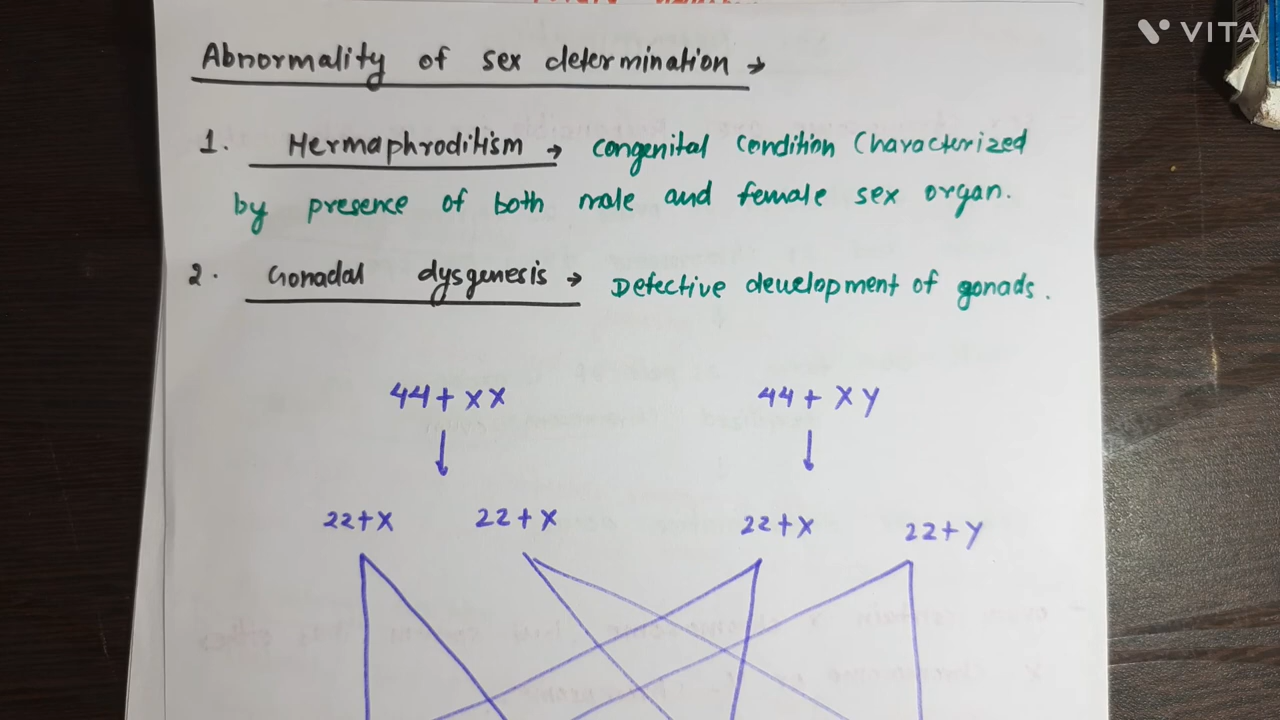 VITA
Abnormality of sex determination →
1. Hermaphroditism → congenital condition characterized
by presence of both male and female sex organ.
2. Gonadal dysgenesis → Defective development of gonads.
44+XX 44+XY
↓ ↓
22+X 22+X 22+X 22+Y